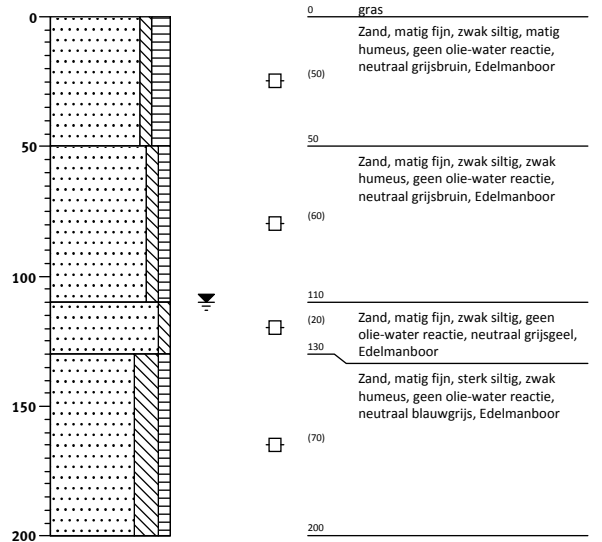 0
0 gras
Zand, matig fijn, zwak siltig, matig
humeus, geen olie-water reactie,
neutraal grijsbruin, Edelmanboor
(50)
50
50
Zand, matig fijn, zwak siltig, zwak
humeus, geen olie-water reactie,
neutraal grijsbruin, Edelmanboor
(60)
100
110
Zand, matig fijn, zwak siltig, geen
olie-water reactie, neutraal grijsgeel,
Edelmanboor
(20)
130
Zand, matig fijn, sterk siltig, zwak
humeus, geen olie-water reactie,
neutraal blauwgrijs, Edelmanboor
150
(70)
200
200